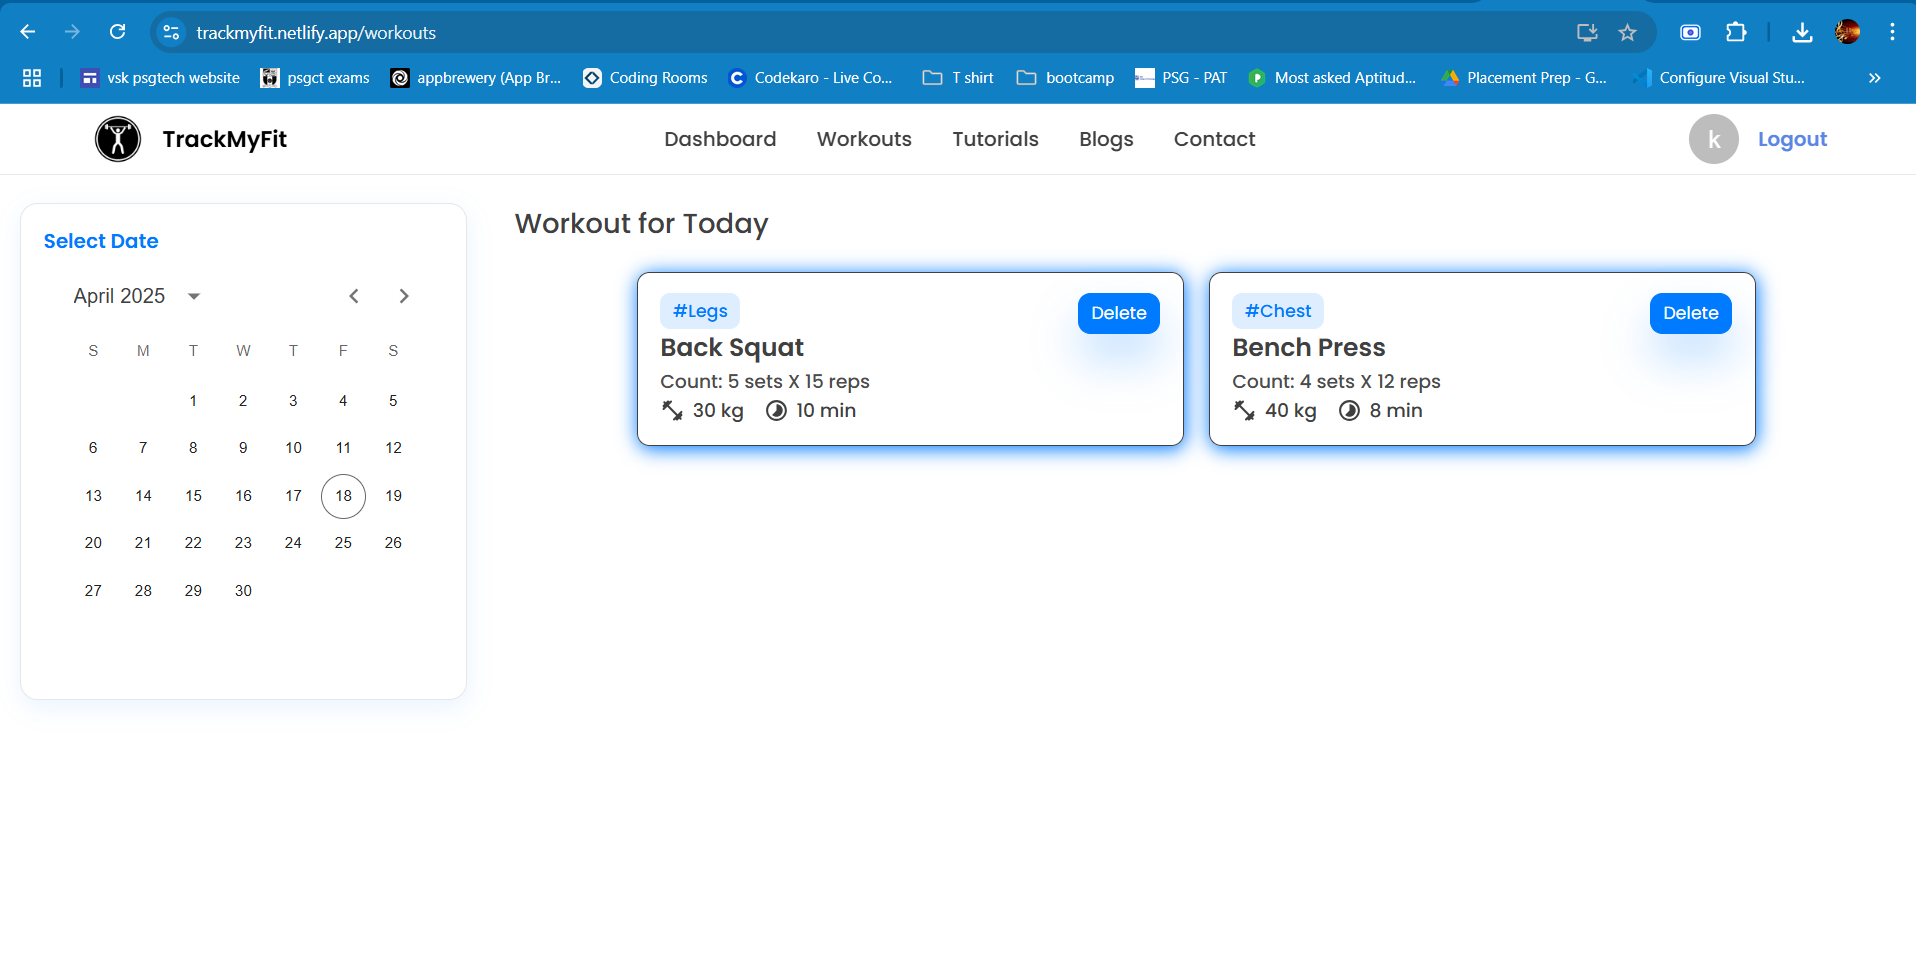 trackmyfit.netlify.app/workouts
vsk psgtech website psgct exams appbrewery (App Br... Coding Rooms Codekaro - Live Co... T shirt bootcamp PSG - PAT Most asked Aptitud... Placement Prep - G... Configure Visual Stu...
TrackMyFit Dashboard Workouts Tutorials Blogs Contact k Logout
Select Date
April 2025
S M T W T F S
1 2 3 4 5
6 7 8 9 10 11 12
13 14 15 16 17 18 19
20 21 22 23 24 25 26
27 28 29 30
Workout for Today
#Legs
Delete
Back Squat
Count: 5 sets X 15 reps
30 kg 10 min
#Chest
Delete
Bench Press
Count: 4 sets X 12 reps
40 kg 8 min